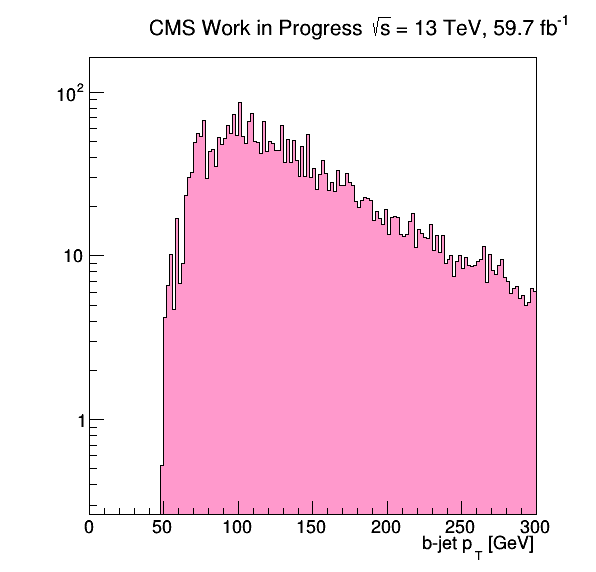 CMS Work in Progress √s = 13 TeV, 59.7 fb⁻¹
10²
10
1
0 50 100 150 200 250 300
b-jet p_T [GeV]